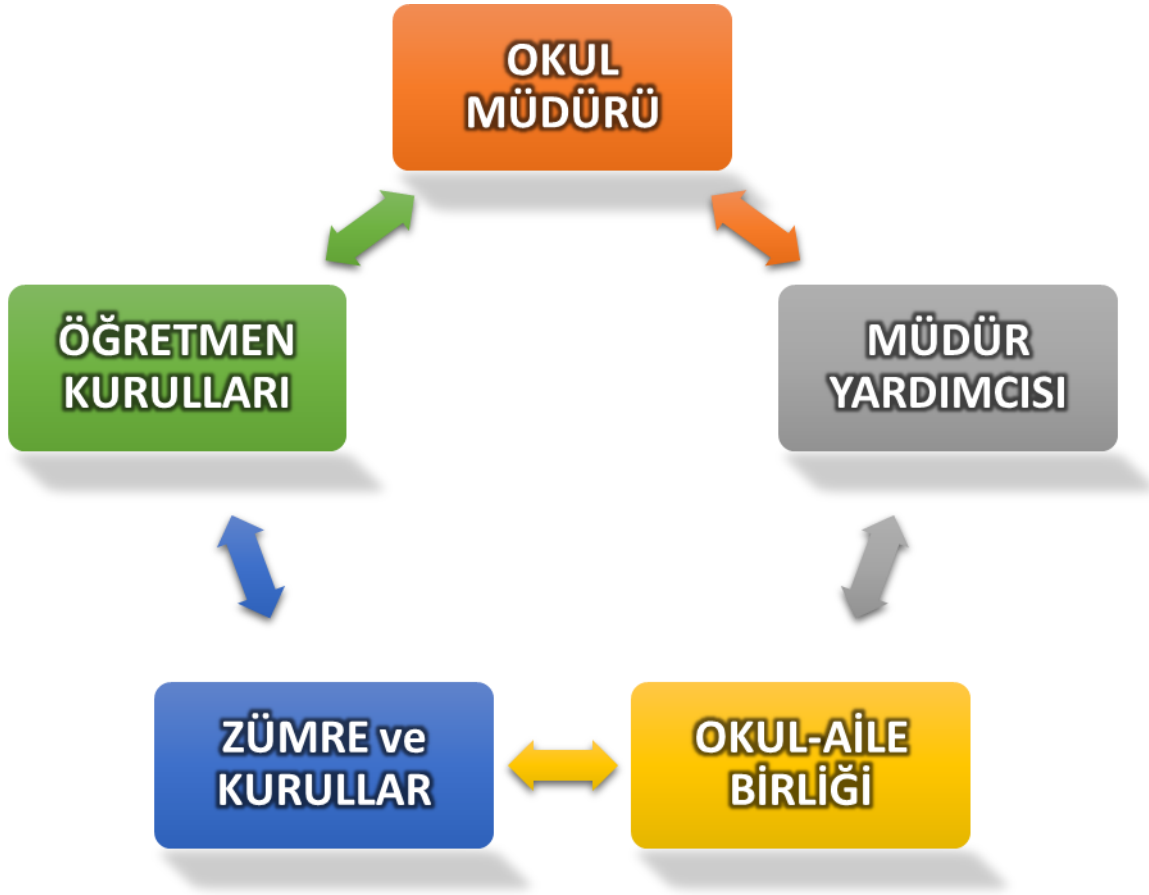 OKUL
MÜDÜRÜ
ÖĞRETMEN
KURULLARI
MÜDÜR
YARDIMCISI
ZÜMRE ve
KURULLAR
OKUL-AİLE
BİRLİĞİ